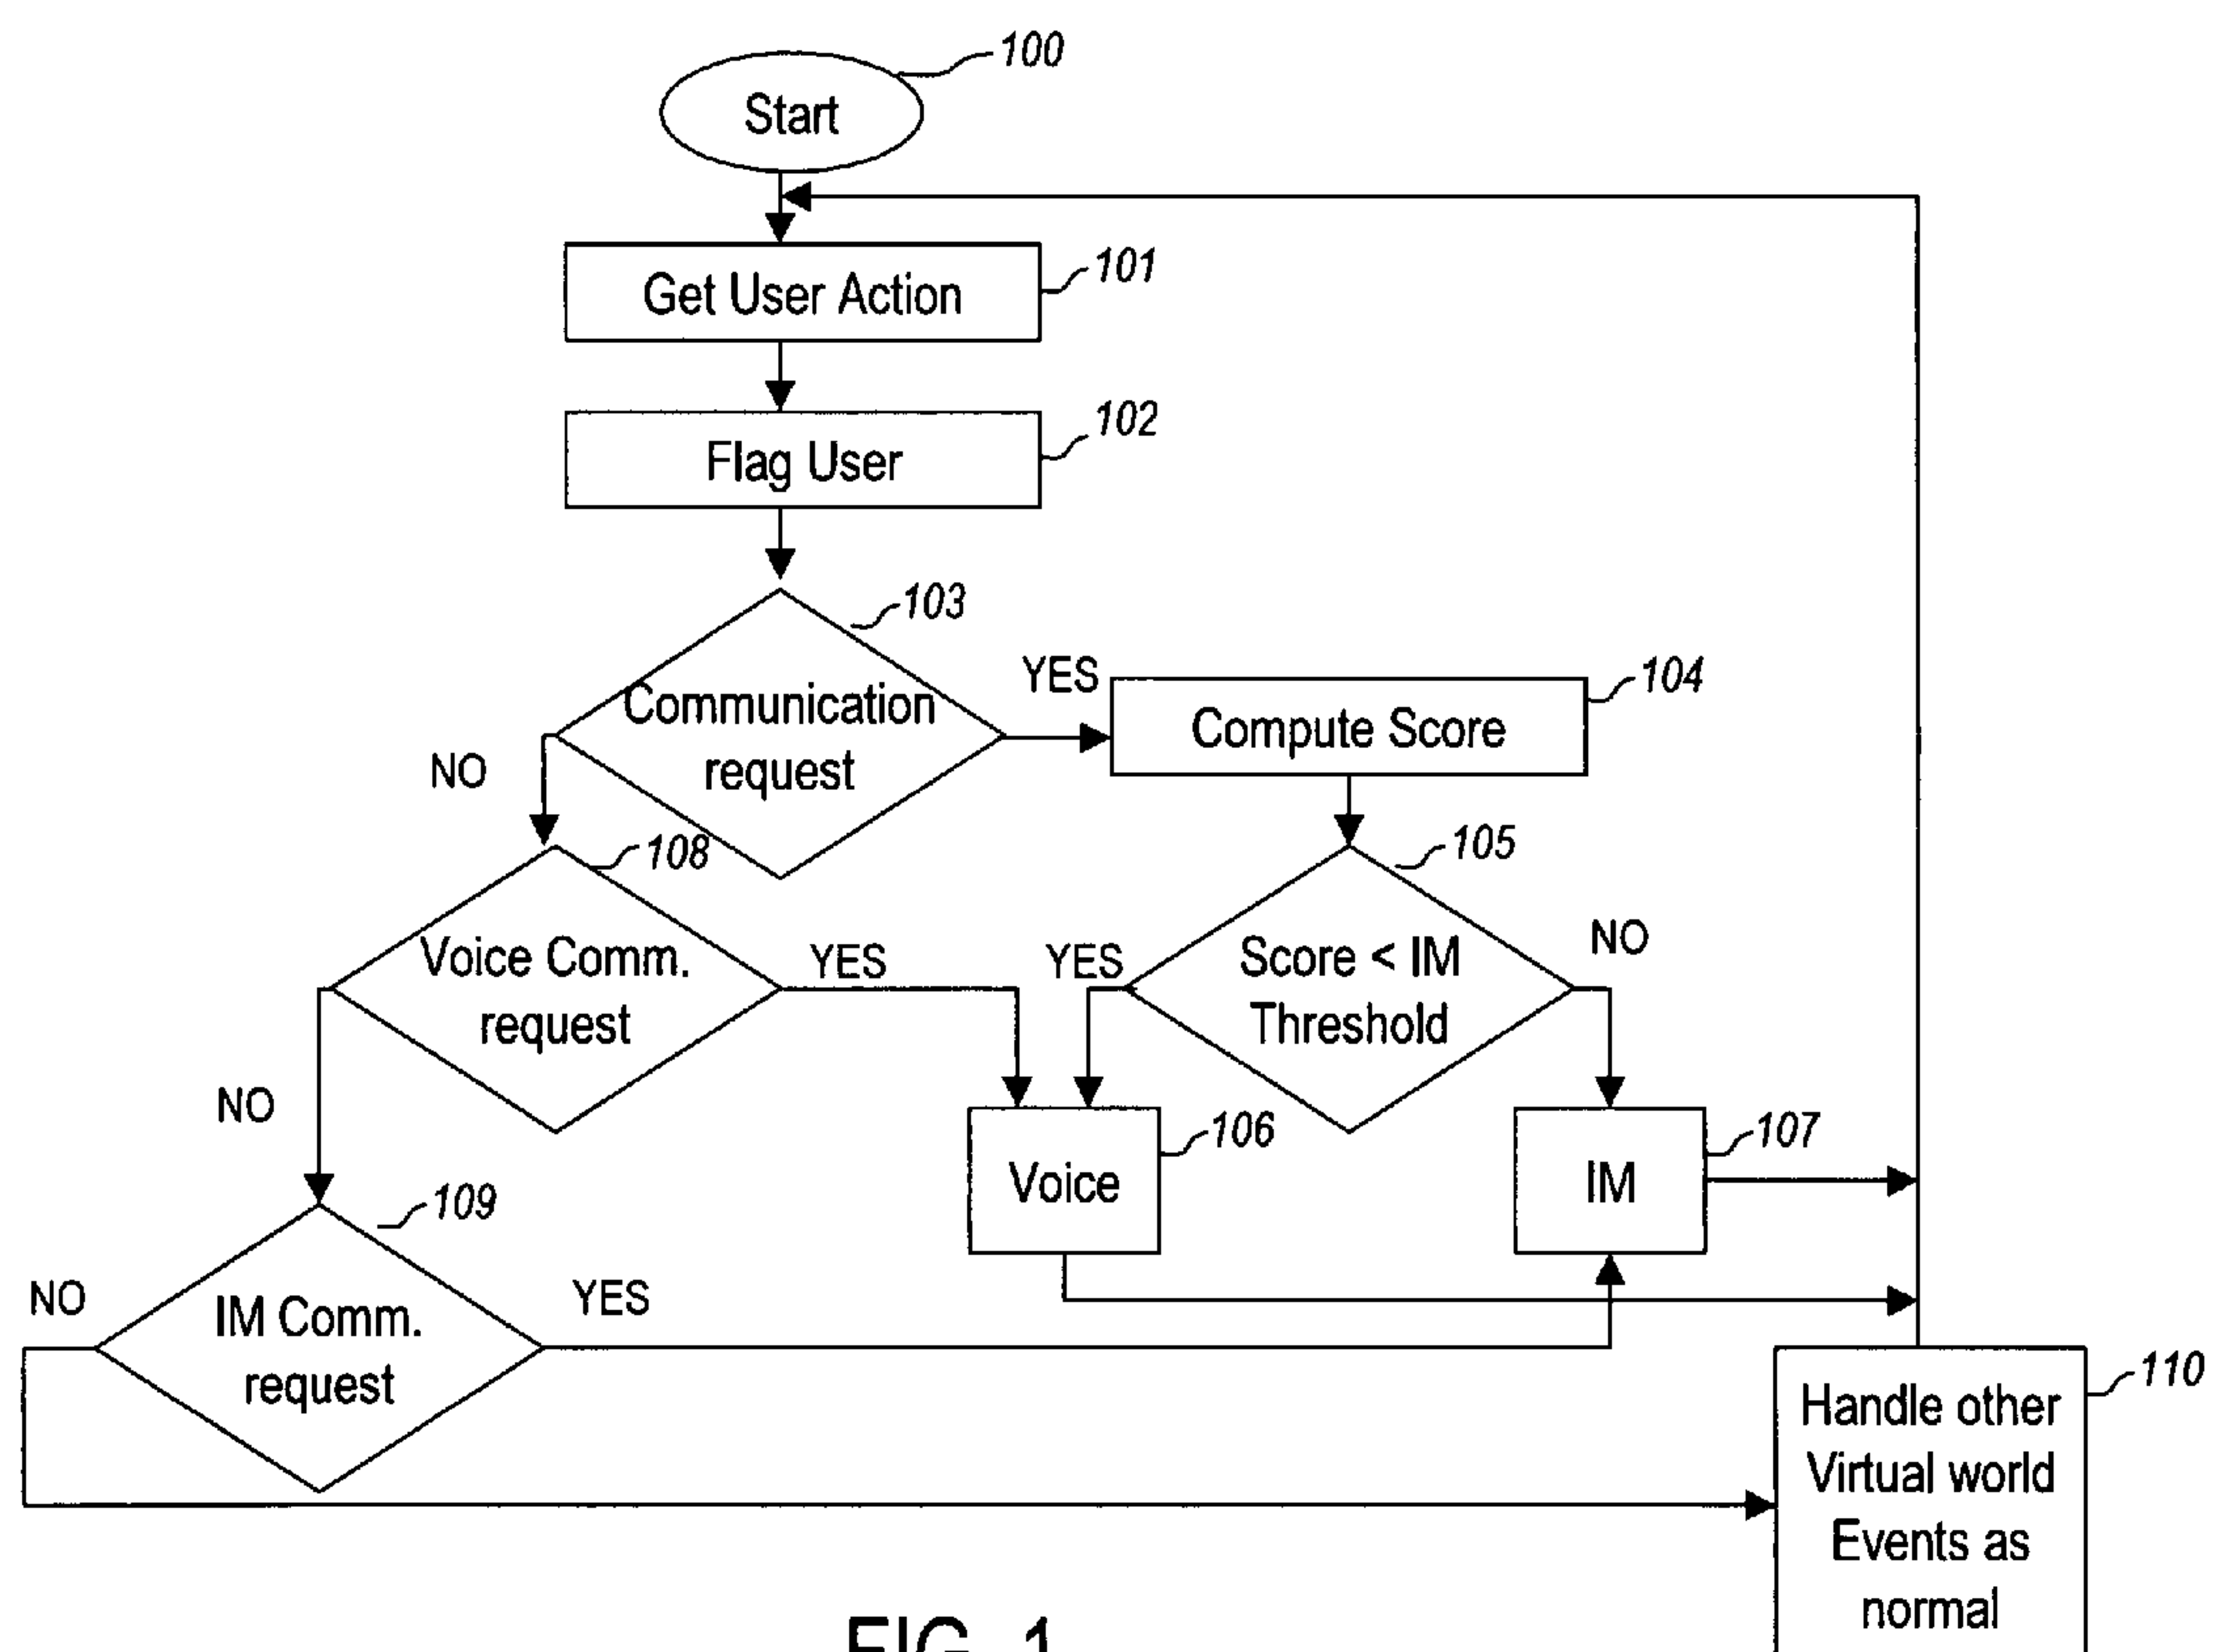 100
Start
101
Get User Action
102
Flag User
103
Communication
request
YES
NO
104
Compute Score
108
Voice Comm.
request
YES
NO
105
Score < IM
Threshold
YES
NO
106
Voice
107
IM
109
IM Comm.
request
NO
YES
110
Handle other
Virtual world
Events as
normal
FIG. 1